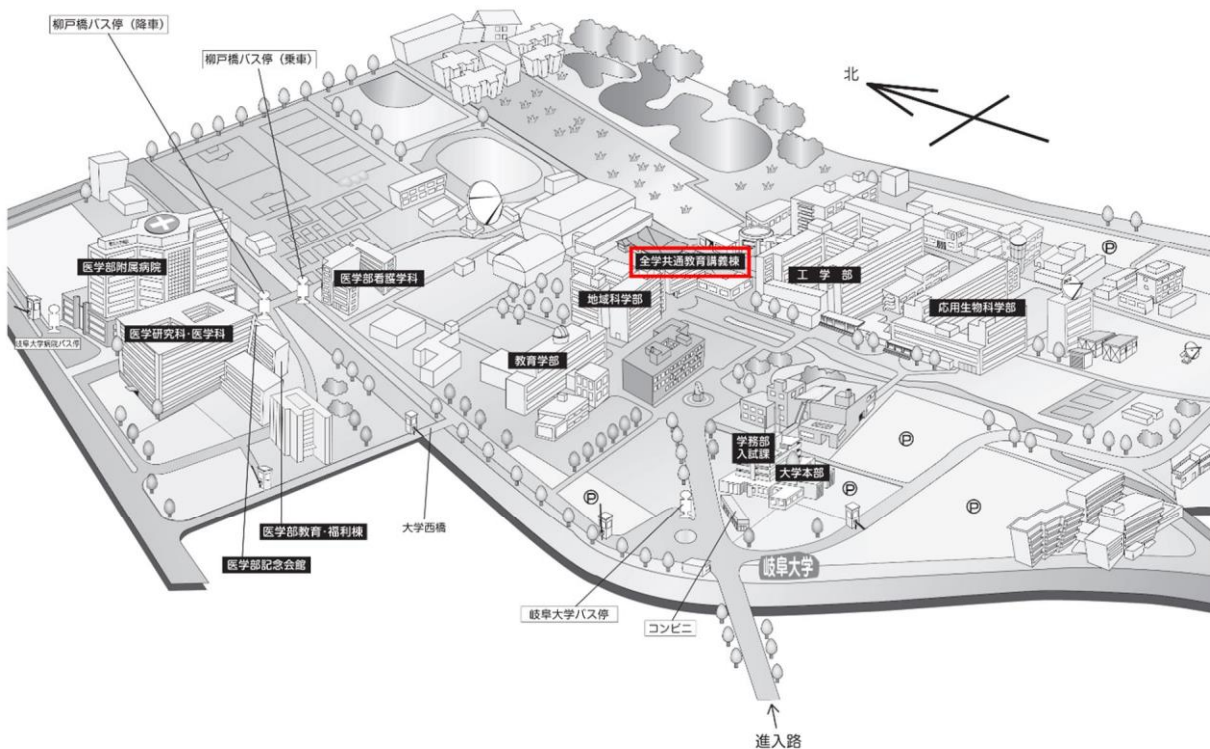 柳戸橋バス停（降車）
柳戸橋バス停（乗車）
北
医学部附属病院
医学部看護学科
全学共通教育講義棟
工学部
地域科学部
応用生物科学部
医学研究科・医学科
岐阜大学病院バス停
教育学部
学務部
入試課
大学本部
P
P
P
P
P
医学部教育・福利棟
大学西橋
医学部記念会館
岐阜大学
岐阜大学バス停
コンビニ
進入路